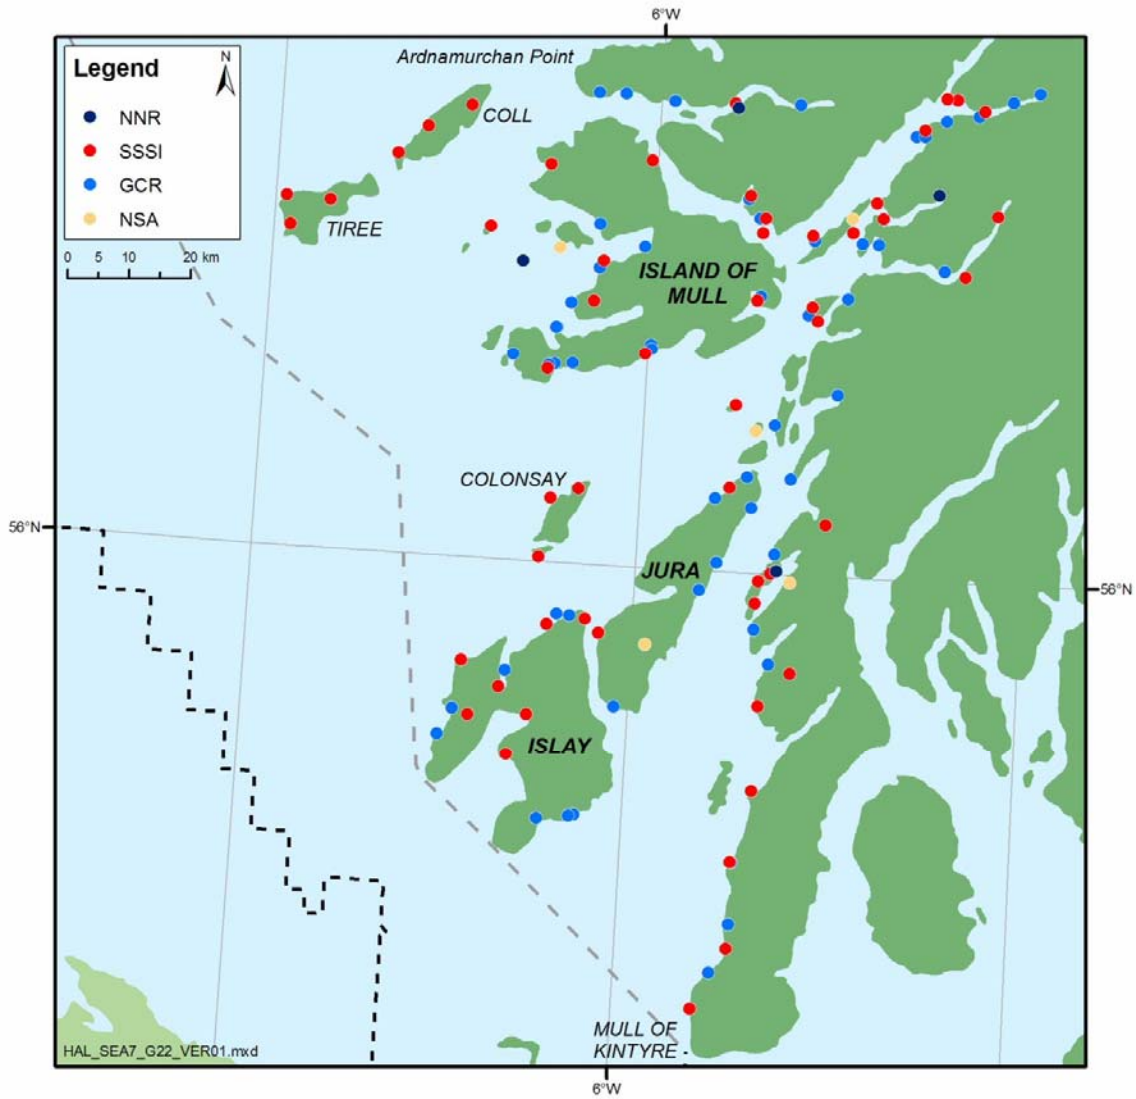 6°W
Ardnamurchan Point
Legend
N
NNR
SSSI
GCR
NSA
COLL
TIREE
0 5 10 20 km
ISLAND OF
MULL
COLONSAY
56°N
JURA
56°N
ISLAY
MULL OF
KINTYRE
HAL_SEA7_G22_VER01.mxd
6°W